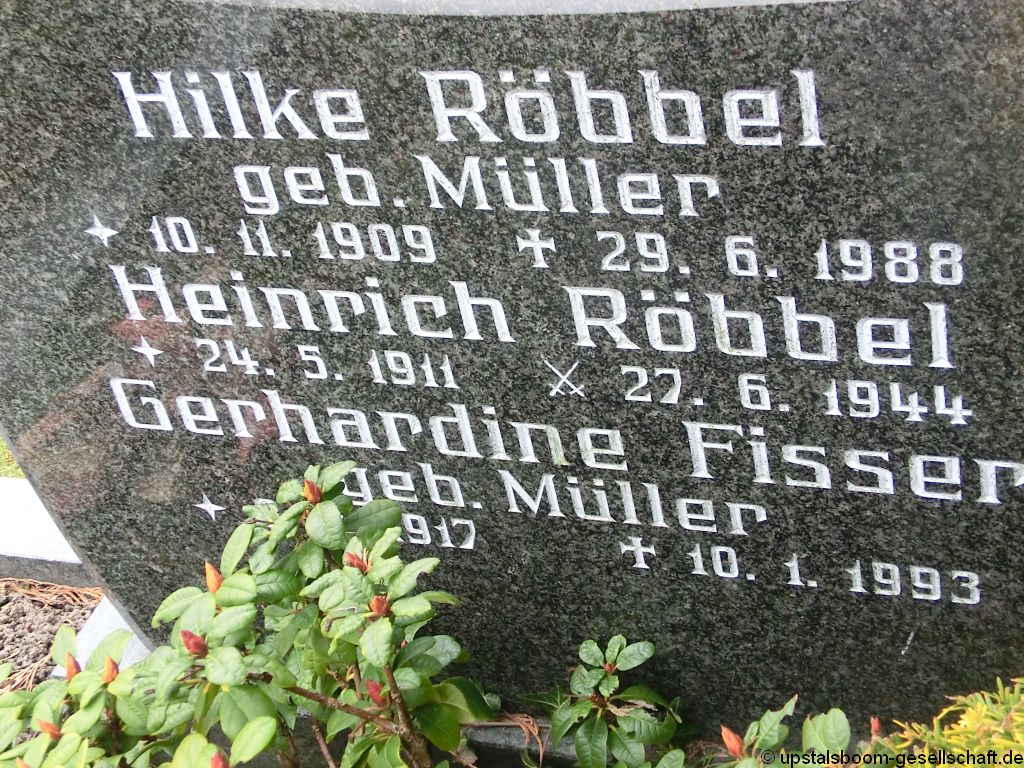 Hilke Röbbel
geb. Müller
10. 11. 1909 29. 6. 1988
Heinrich Röbbel
24. 5. 1911 27. 6. 1944
Gerhardine Fisser
geb. Müller
10. 1. 1993
© upstalsboom-gesellschaft.de